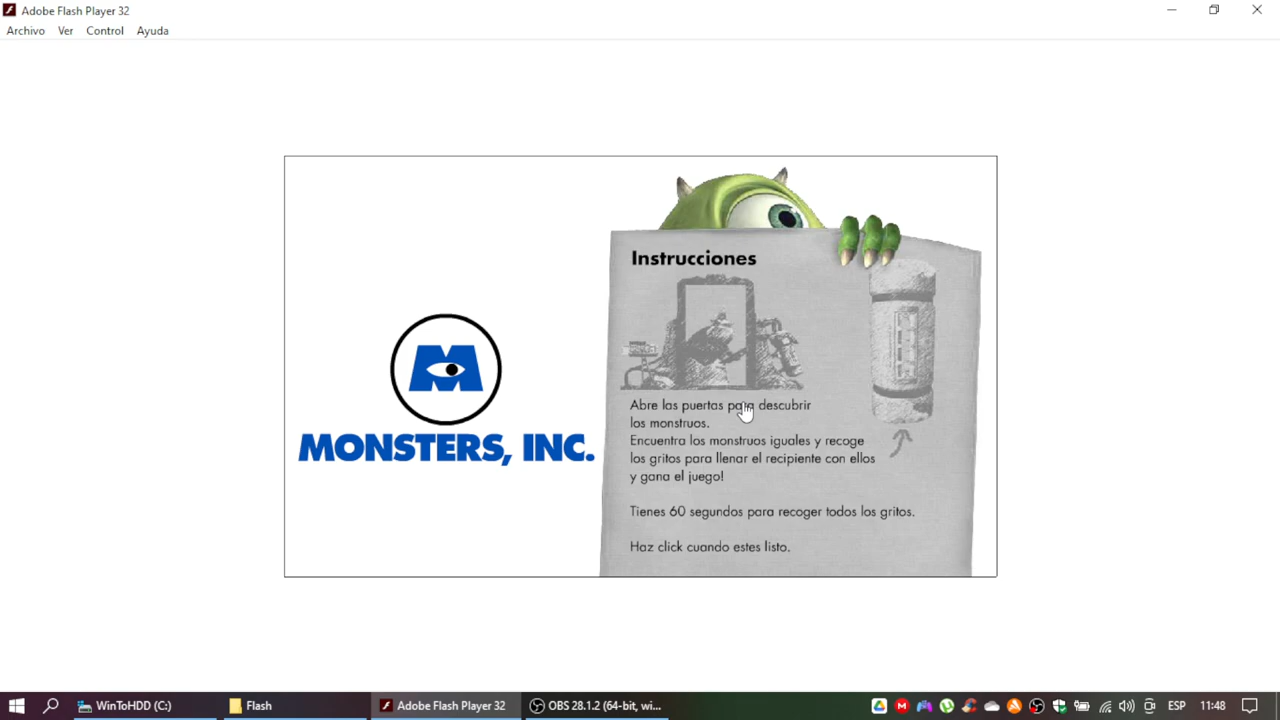 Adobe Flash Player 32
Archivo Ver Control Ayuda
Instrucciones
Abre las puertas para descubrir
los monstruos.
Encuentra los monstruos iguales y recoge
los gritos para llenar el recipiente con ellos
y gana el juego!
Tienes 60 segundos para recoger todos los gritos.
Haz click cuando estes listo.
M
MONSTERS, INC.
WinToHDD (C:) Flash Adobe Flash Player 32 OBS 28.1.2 (64-bit, wi... ESP 11:48